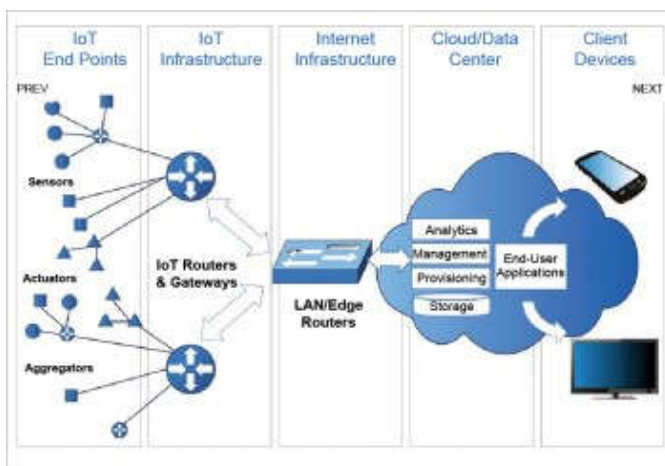 IoT
End Points
IoT
Infrastructure
Internet
Infrastructure
Cloud/Data
Center
Client
Devices
PREV
NEXT
Sensors
Actuators
Aggregators
IoT Routers
& Gateways
LAN/Edge
Routers
Analytics
Management
Provisioning
Storage
End-User
Applications